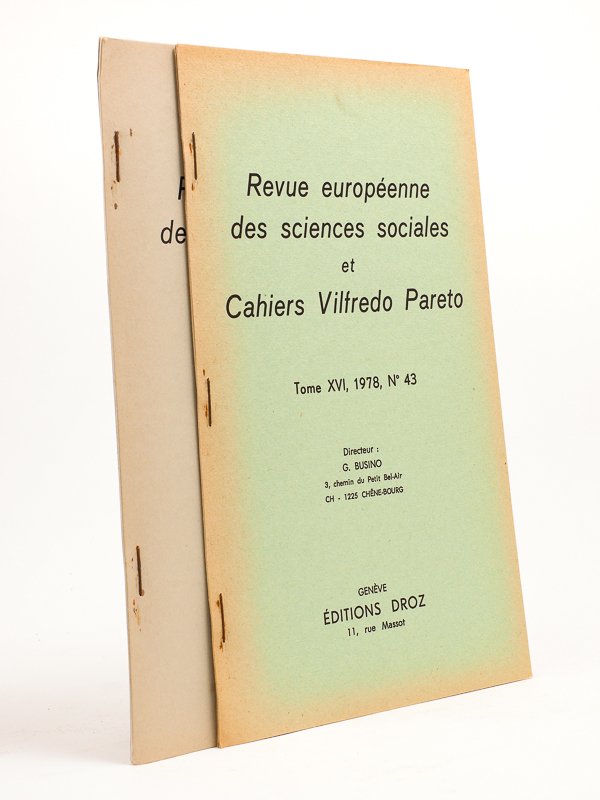 Revue européenne
des sciences sociales
et
Cahiers Vilfredo Pareto
Tome XVI, 1978, N° 43
Directeur :
G. BUSINO
3, chemin du Petit Bel-Air
CH - 1225 CHÊNE-BOURG
GENÈVE
ÉDITIONS DROZ
11, rue Massot